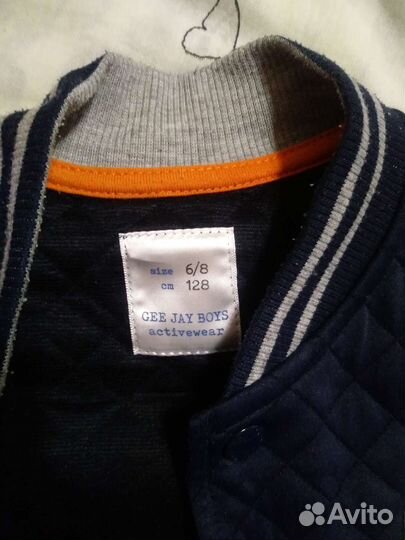 size 6/8
cm 128
GEE JAY BOYS
activewear
Avito